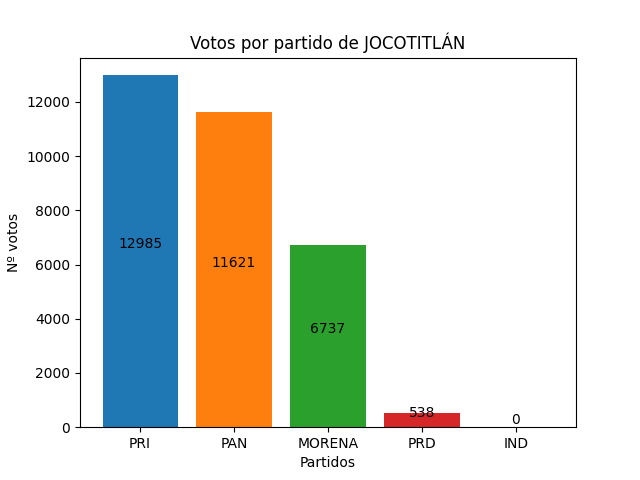 Votos por partido de JOCOTITLÁN
Nº votos
12000
10000
8000
6000
4000
2000
0
12985
11621
6737
538
0
PRI
PAN
MORENA
PRD
IND
Partidos